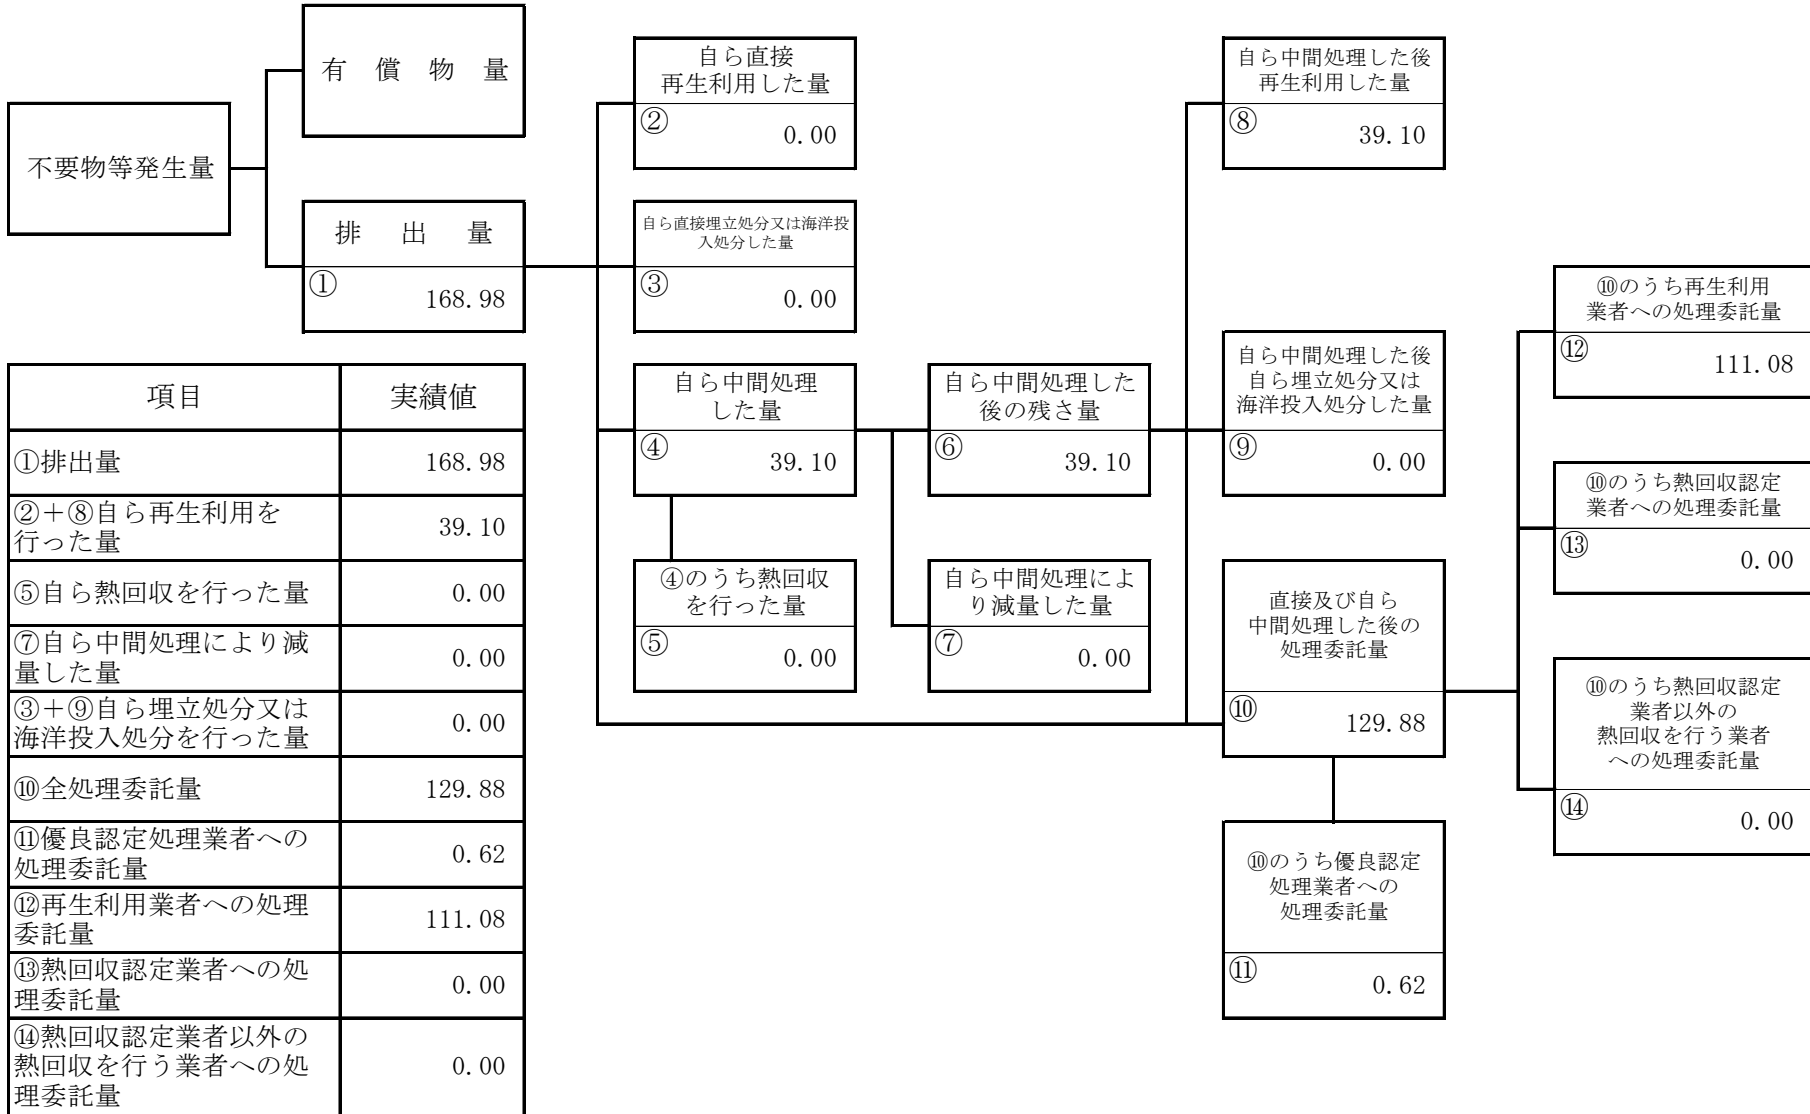 有償物量
不要物等発生量
排出量
①
168.98
自ら直接
再生利用した量
②
0.00
自ら直接埋立処分又は海洋投
入処分した量
③
0.00
自ら中間処理
した量
④
39.10
④のうち熱回収
を行った量
⑤
0.00
自ら中間処理した
後の残さ量
⑥
39.10
自ら中間処理によ
り減量した量
⑦
0.00
自ら中間処理した後
再生利用した量
⑧
39.10
自ら中間処理した後
自ら埋立処分又は
海洋投入処分した量
⑨
0.00
直接及び自ら
中間処理した後の
処理委託量
⑩
129.88
⑩のうち優良認定
処理業者への
処理委託量
⑪
0.62
⑩のうち再生利用
業者への処理委託量
⑫
111.08
⑩のうち熱回収認定
業者への処理委託量
⑬
0.00
⑩のうち熱回収認定
業者以外の
熱回収を行う業者
への処理委託量
⑭
0.00
項目 実績値
①排出量 168.98
②＋⑧自ら再生利用を
行った量 39.10
⑤自ら熱回収を行った量 0.00
⑦自ら中間処理により減
量した量 0.00
③＋⑨自ら埋立処分又は
海洋投入処分を行った量 0.00
⑩全処理委託量 129.88
⑪優良認定処理業者への
処理委託量 0.62
⑫再生利用業者への処理
委託量 111.08
⑬熱回収認定業者への処
理委託量 0.00
⑭熱回収認定業者以外の
熱回収を行う業者への処
理委託量 0.00